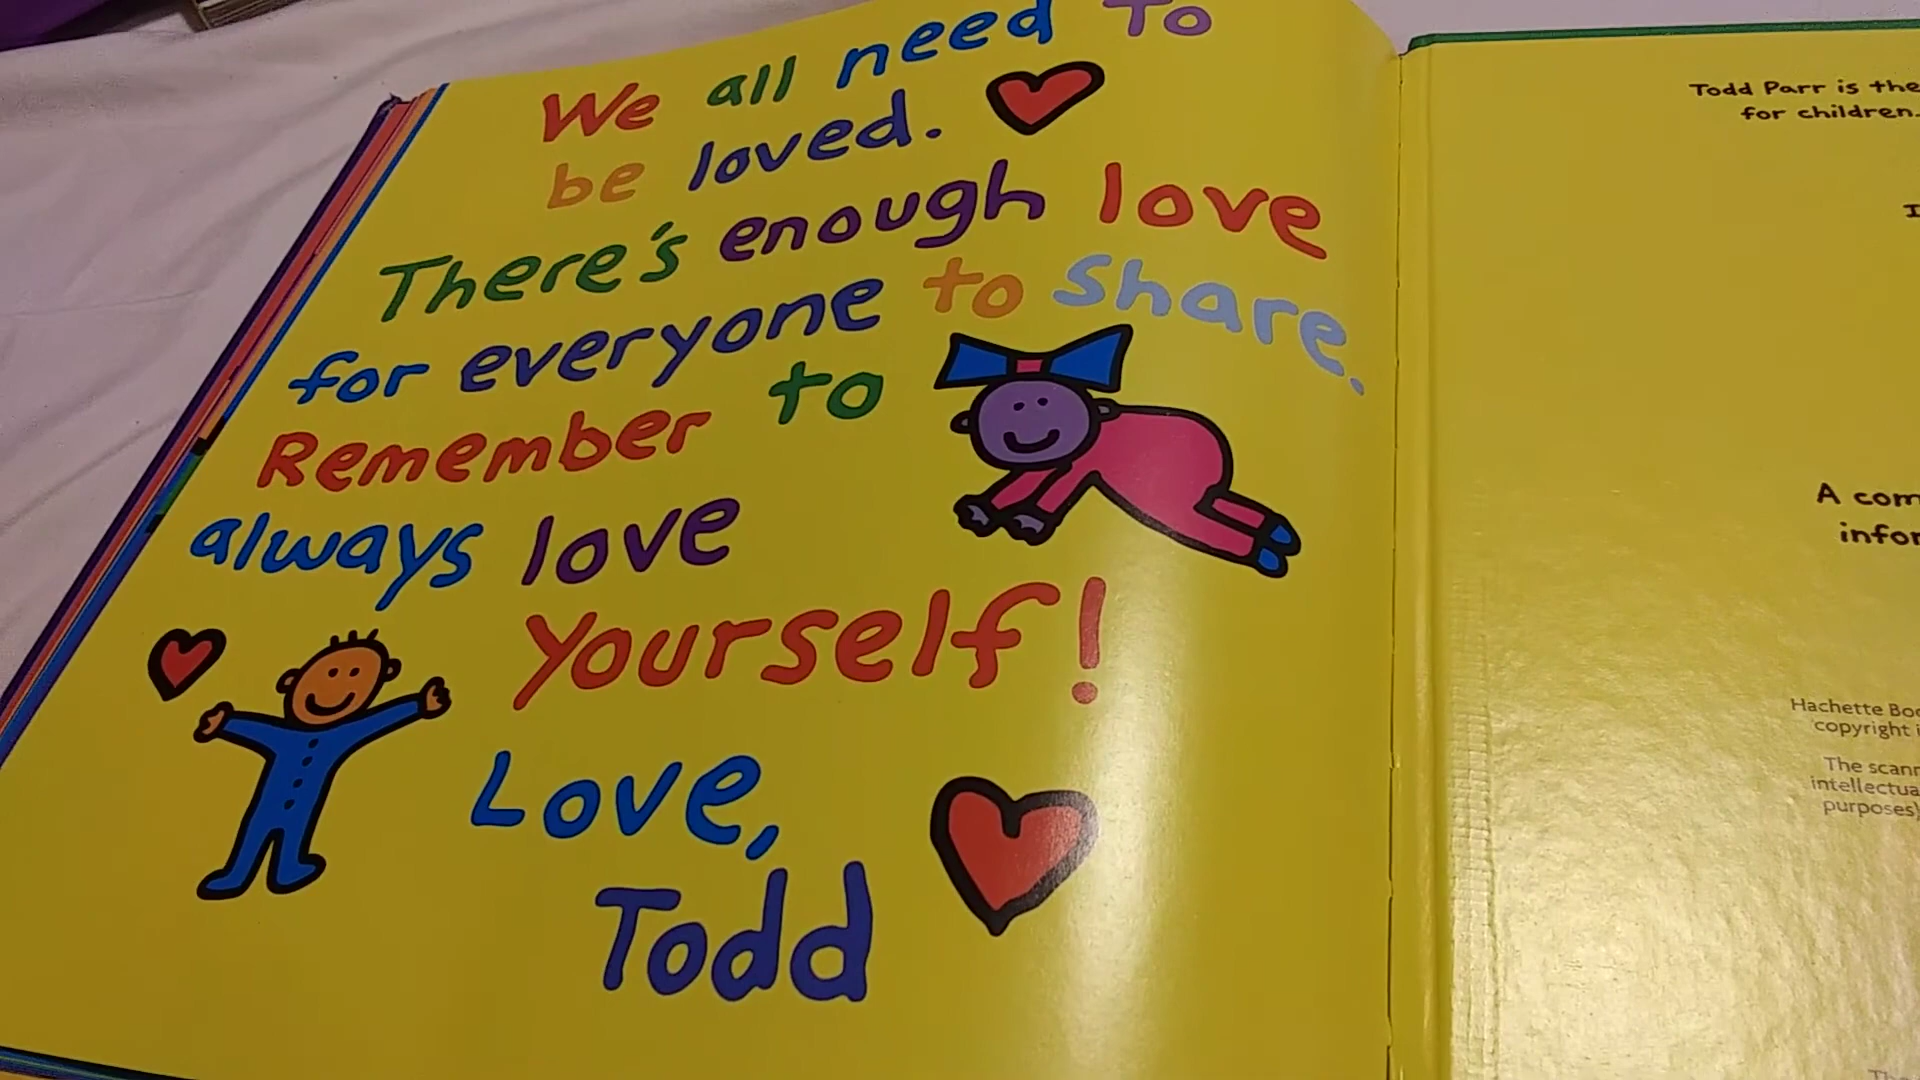 We all need to
be loved.
There's enough love
for everyone to share.
Remember to
always love
yourself!
Love,
Todd
Todd Parr is the
for children.
A com
infor
Hachette Boo
copyright i
The scann
intellectua
purposes)